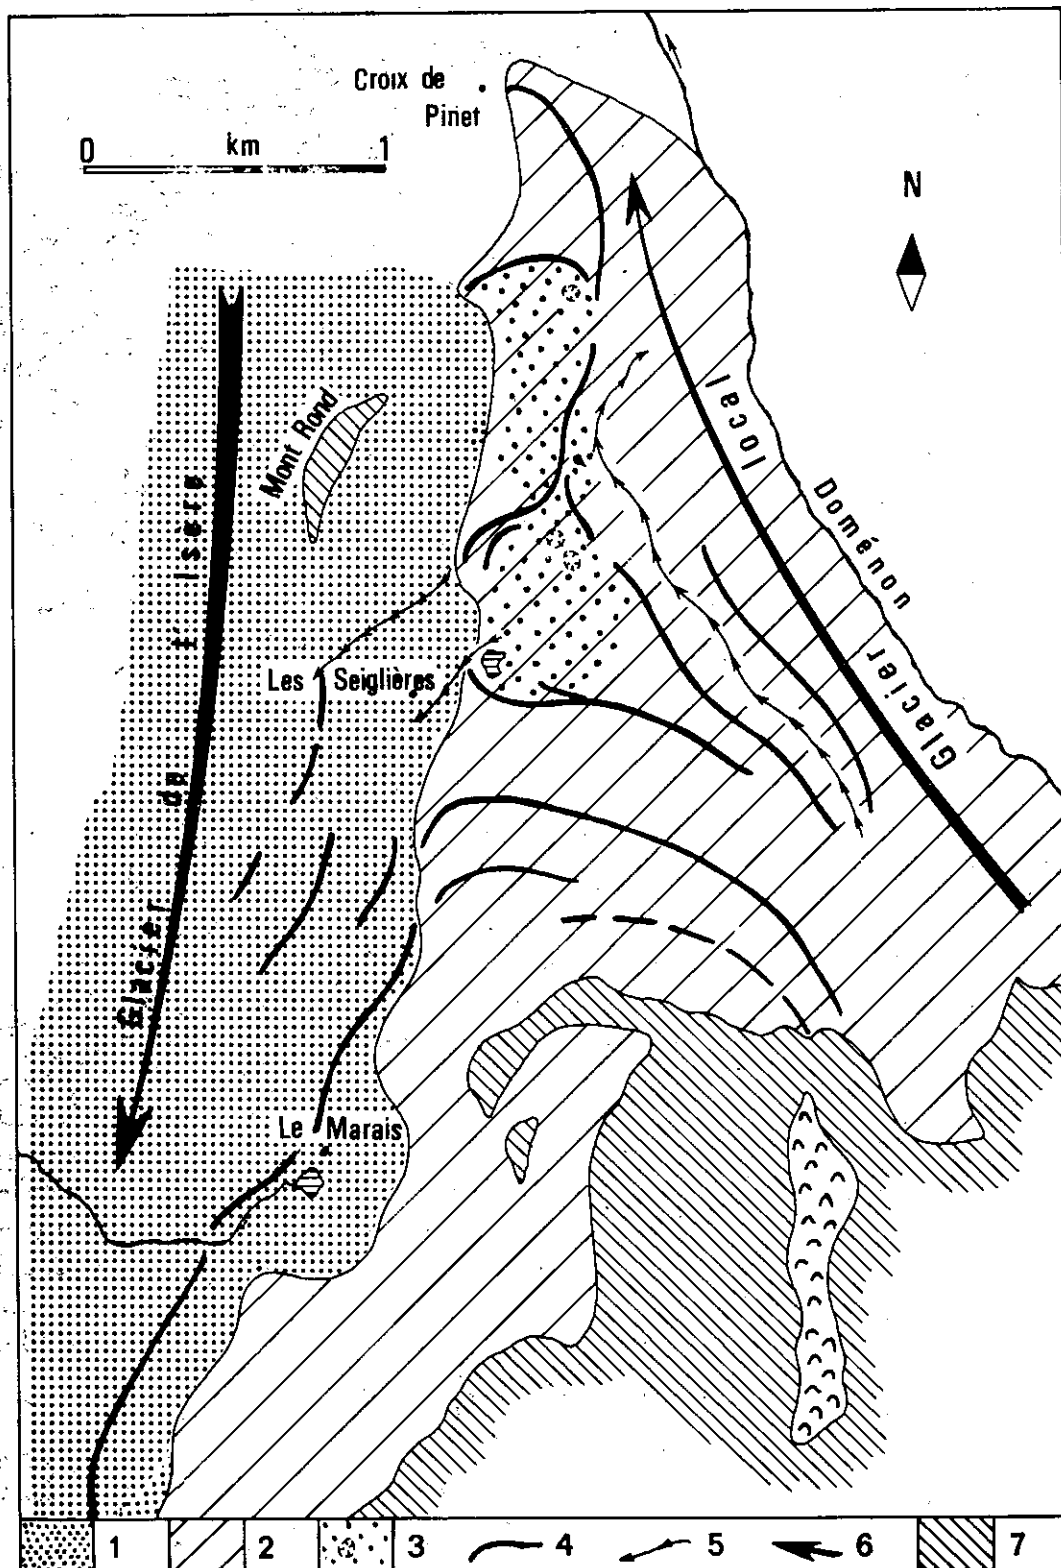 Croix de
Pinet
0 km 1
N
Mont Rond
Glacier de l Isère
Glacier local
Doménon
Les Seiglières
Le Marais
1 2 3 4 5 6 7